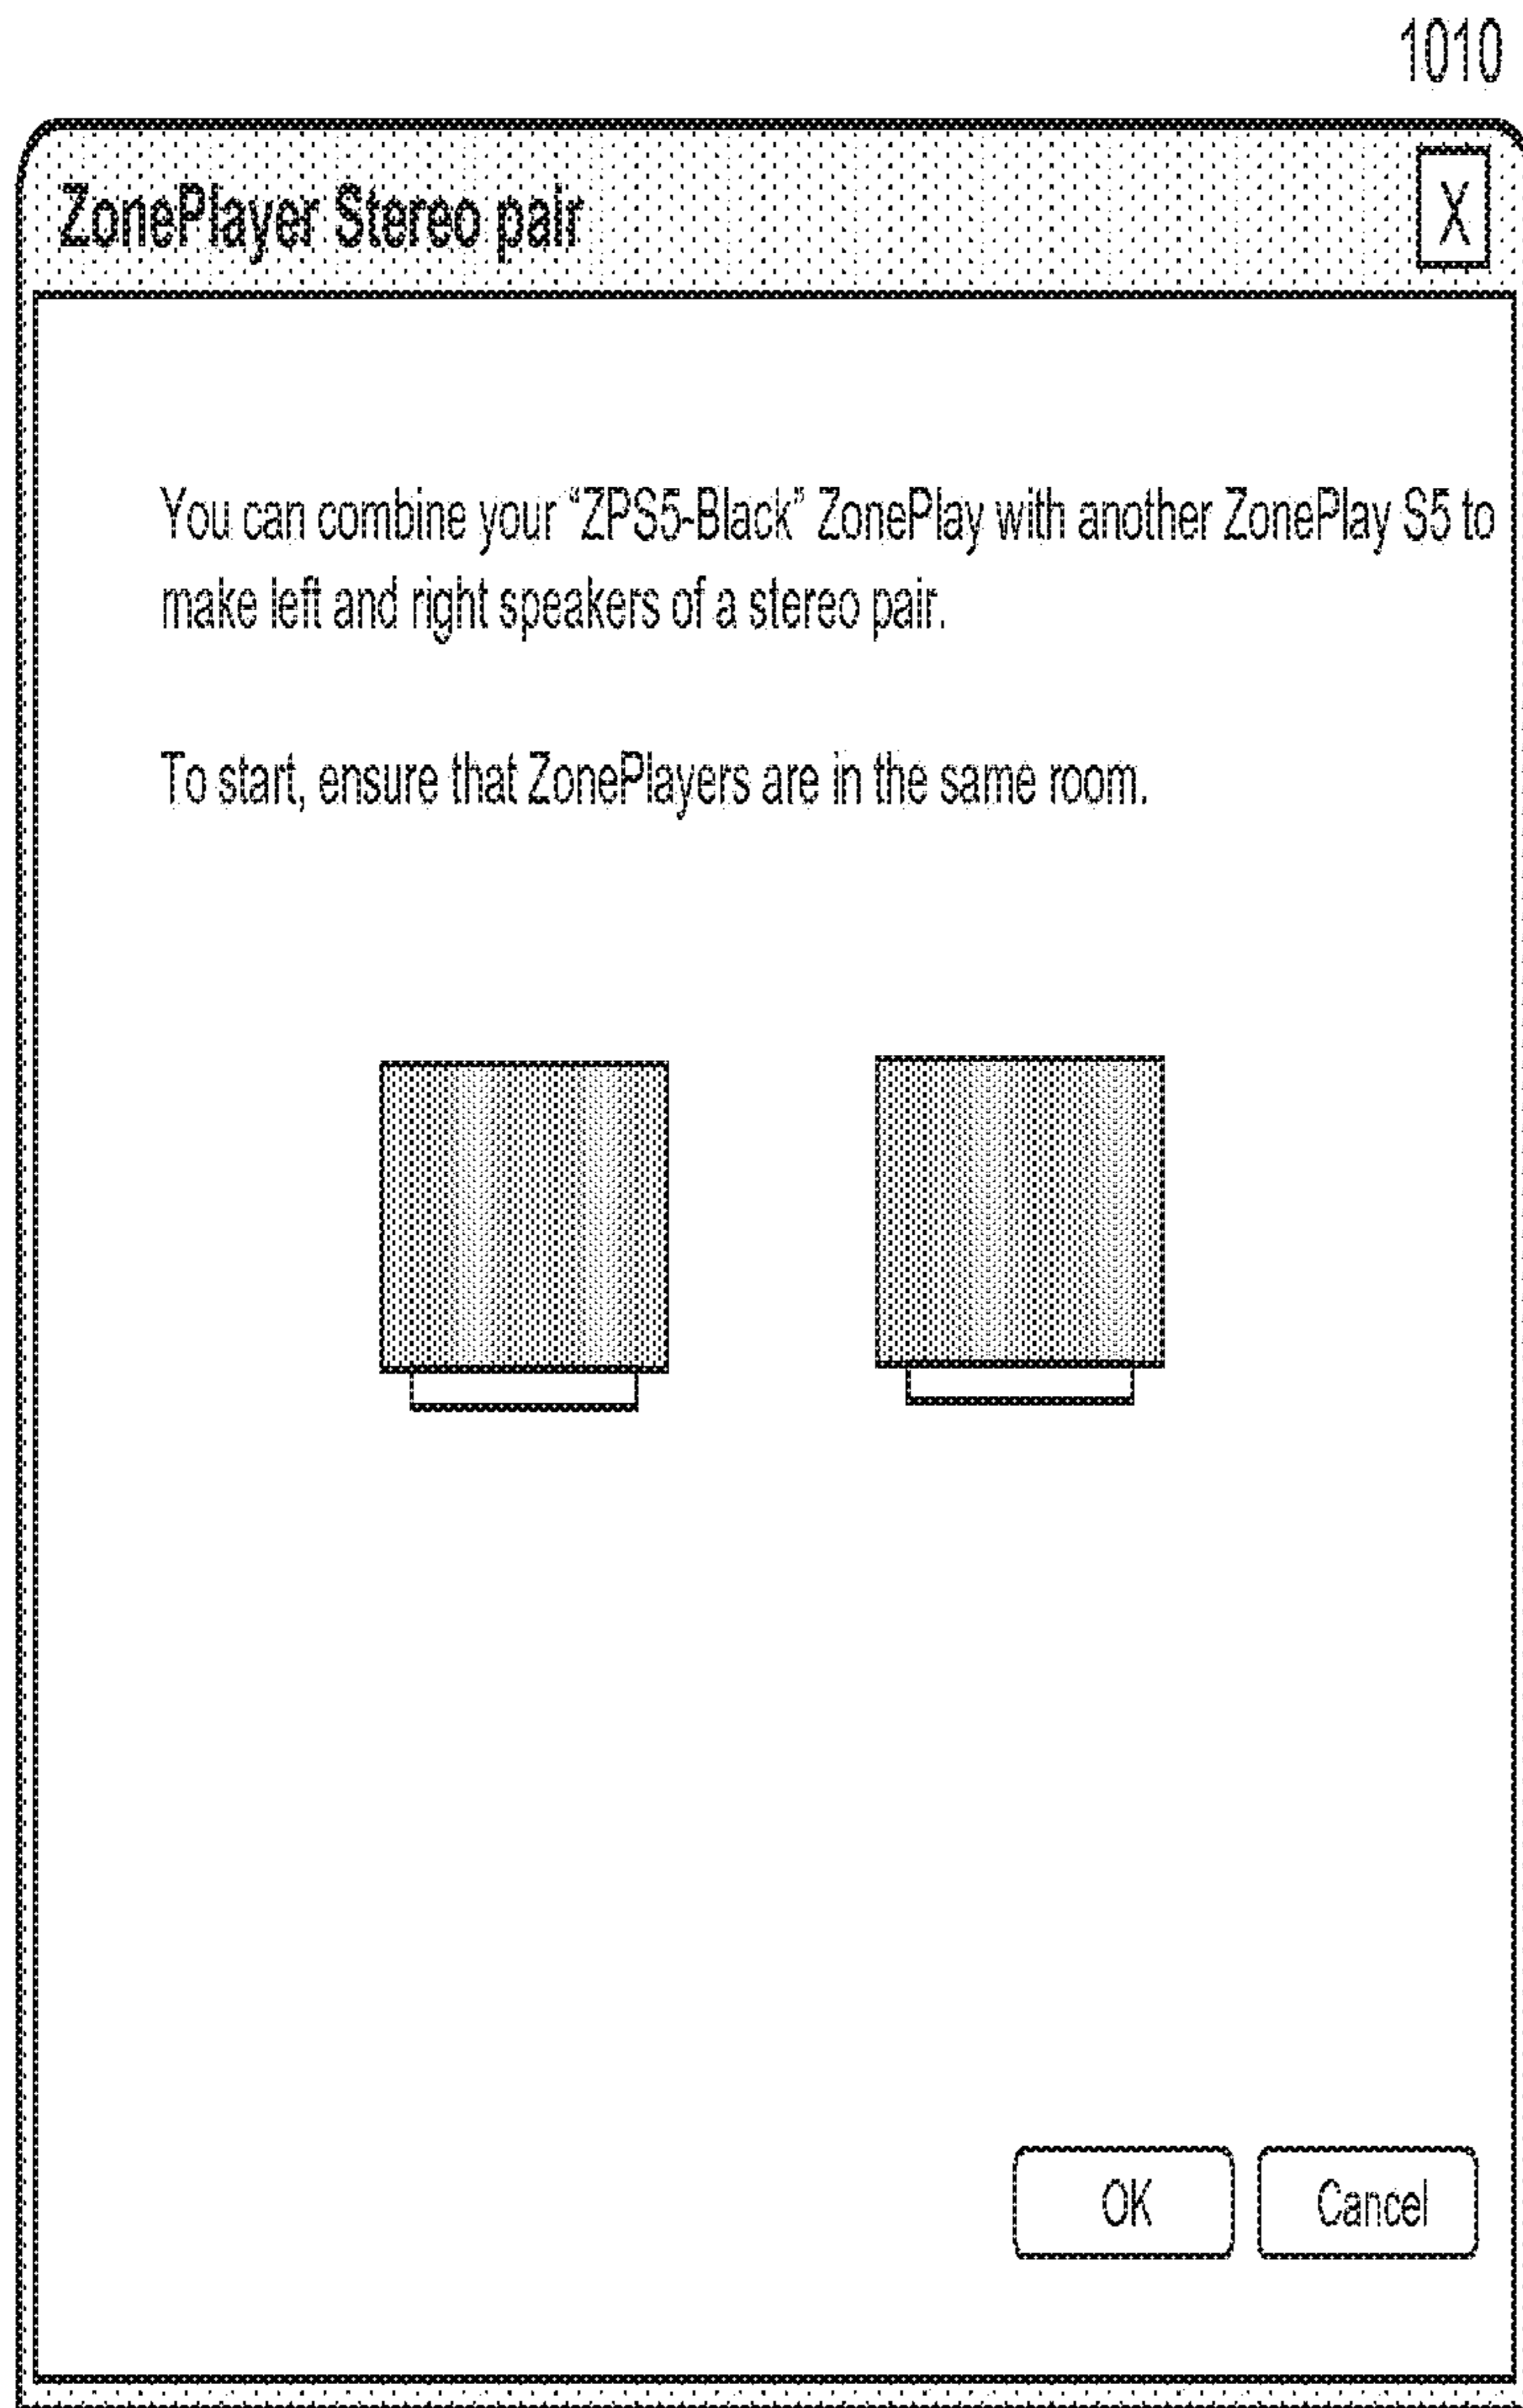 1010
ZonePlayer Stereo pair
X
You can combine your “ZPS5-Black” ZonePlay with another ZonePlay S5 to
make left and right speakers of a stereo pair.
To start, ensure that ZonePlayers are in the same room.
OK
Cancel